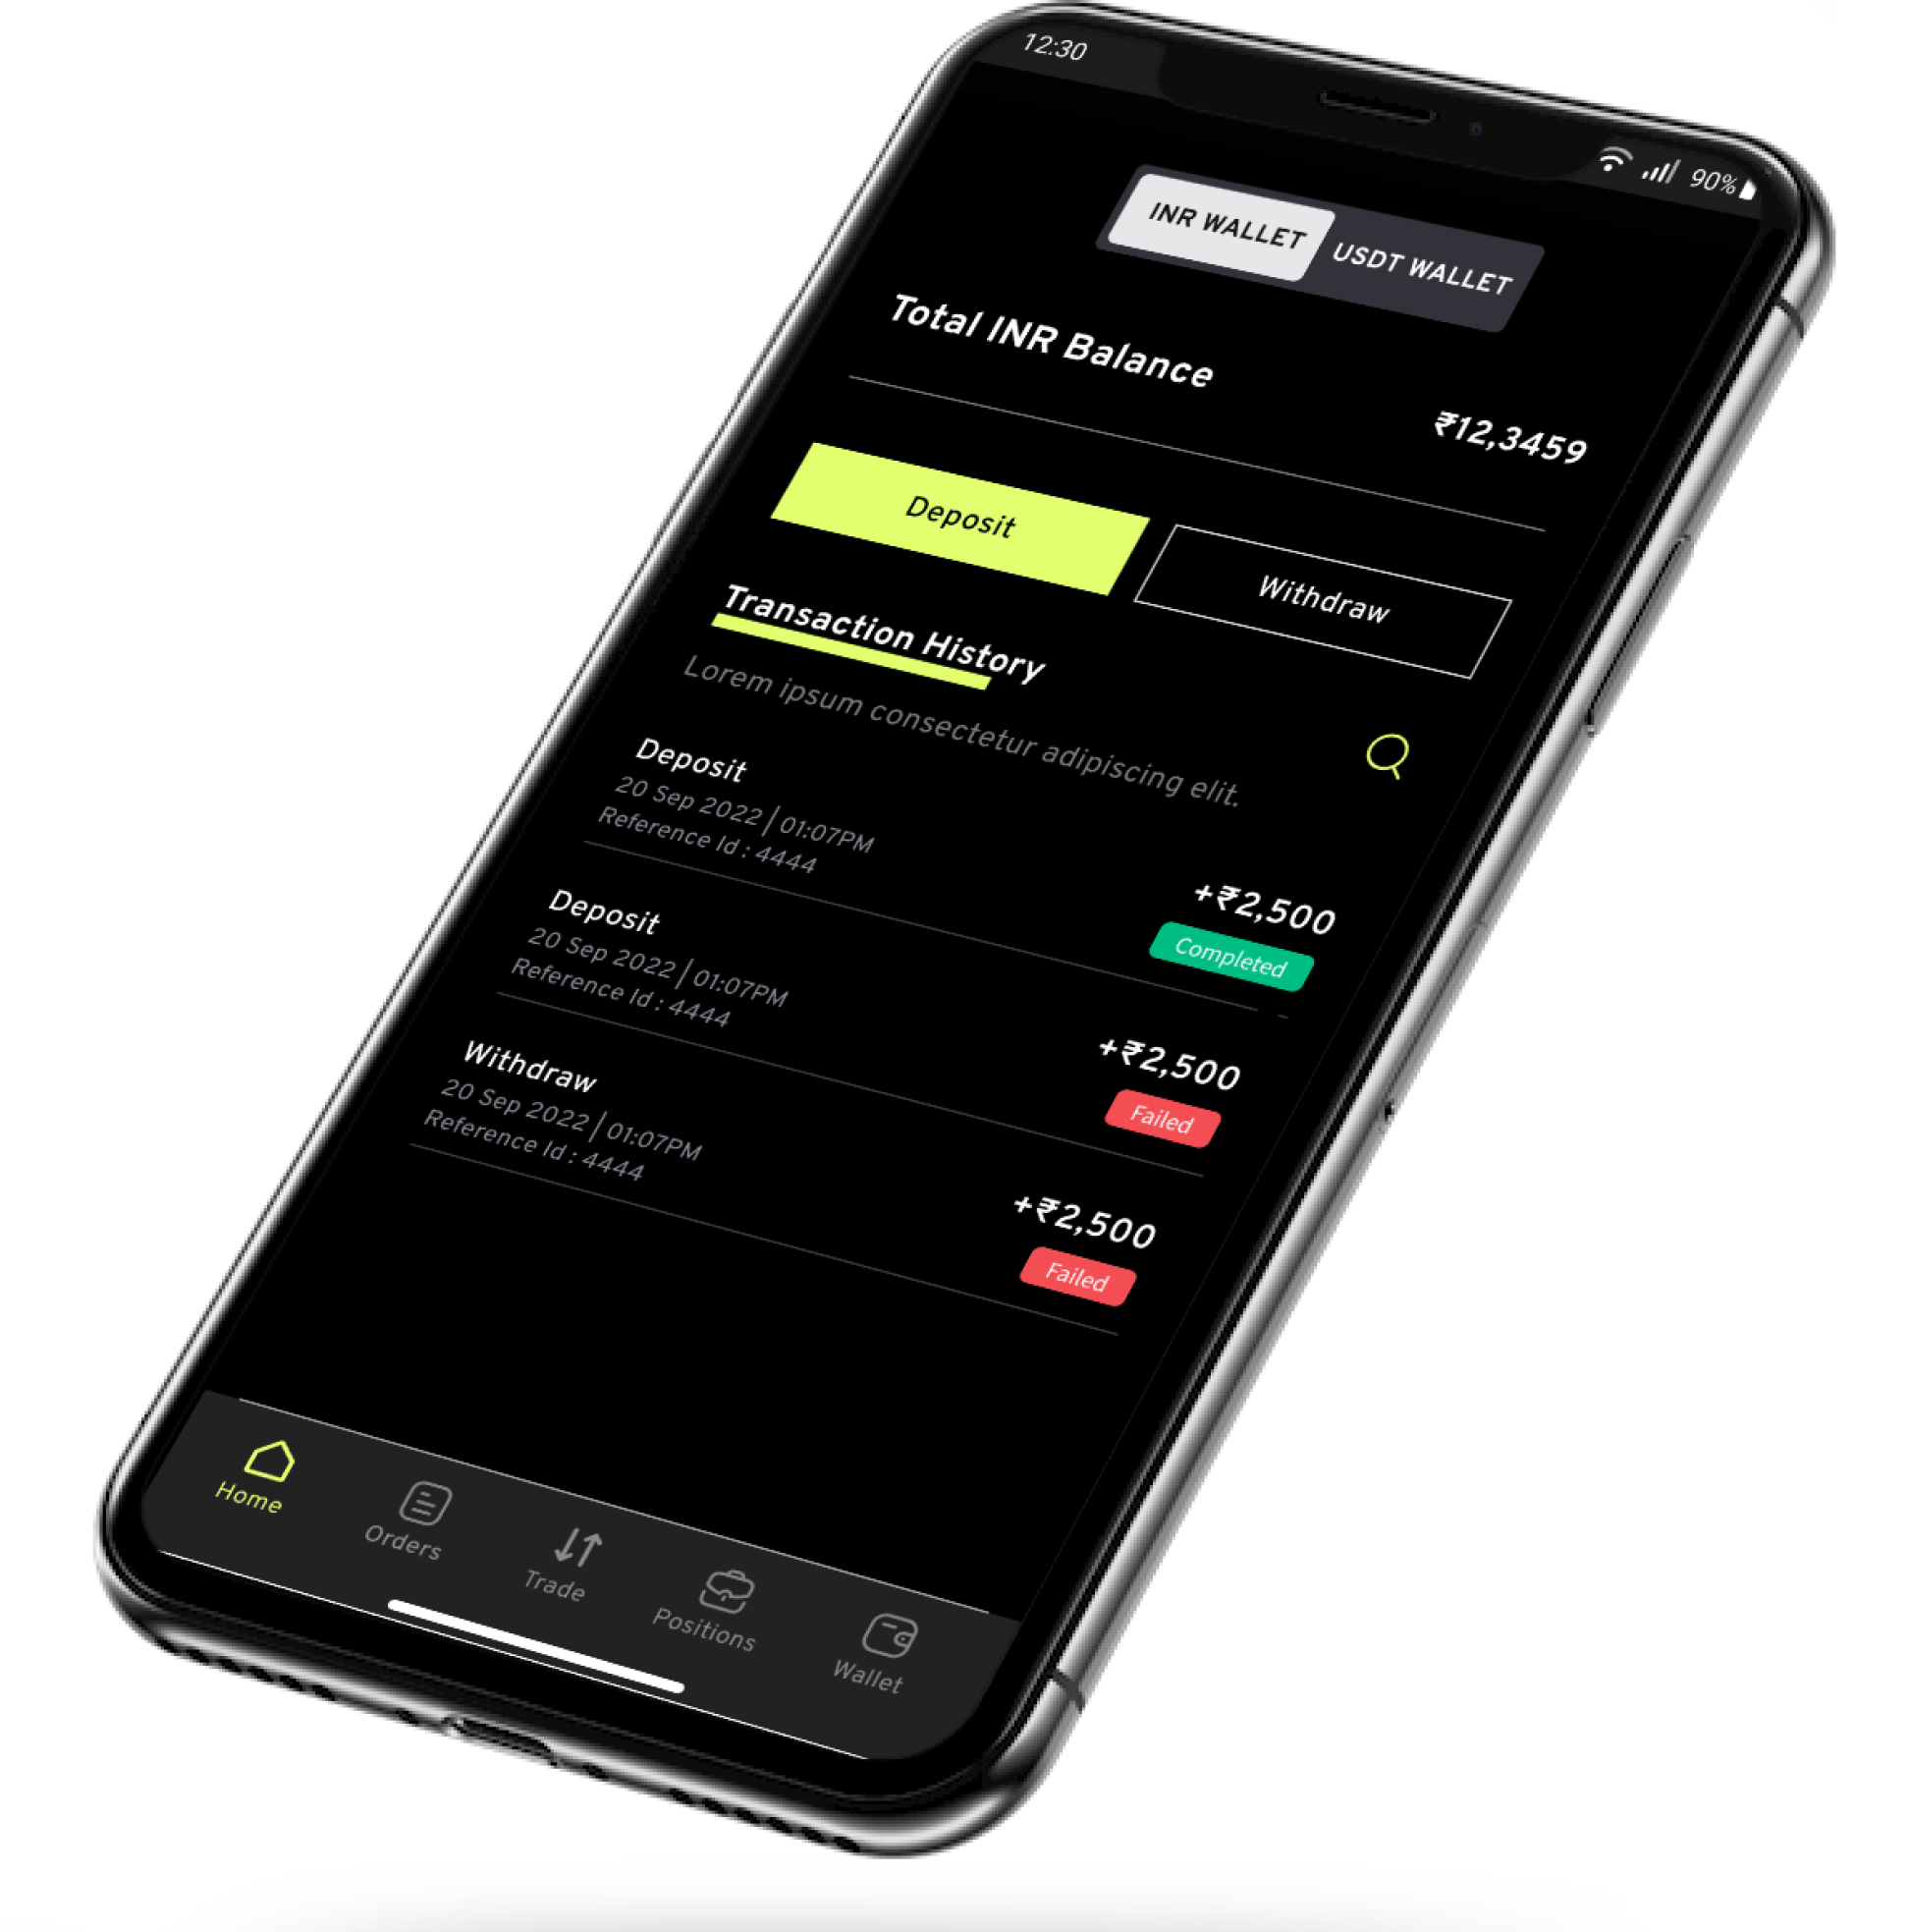 12:30
90%
INR WALLET
USDT WALLET
Total INR Balance
₹12,3459
Deposit
Withdraw
Transaction History
Lorem ipsum consectetur adipiscing elit.
Deposit
20 Sep 2022 | 01:07PM
Reference Id : 4444
+₹2,500
Completed
Deposit
20 Sep 2022 | 01:07PM
Reference Id : 4444
+₹2,500
Failed
Withdraw
20 Sep 2022 | 01:07PM
Reference Id : 4444
+₹2,500
Failed
Home
Orders
Trade
Positions
Wallet